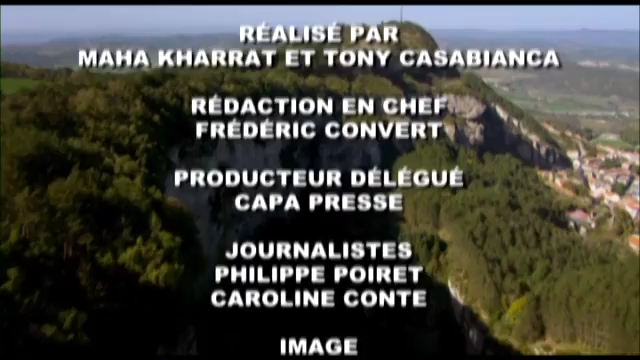 RÉALISÉ PAR
MAHA KHARRAT ET TONY CASABIANCA
RÉDACTION EN CHEF
FRÉDÉRIC CONVERT
PRODUCTEUR DÉLÉGUÉ
CAPA PRESSE
JOURNALISTES
PHILIPPE POIRET
CAROLINE CONTE
IMAGE